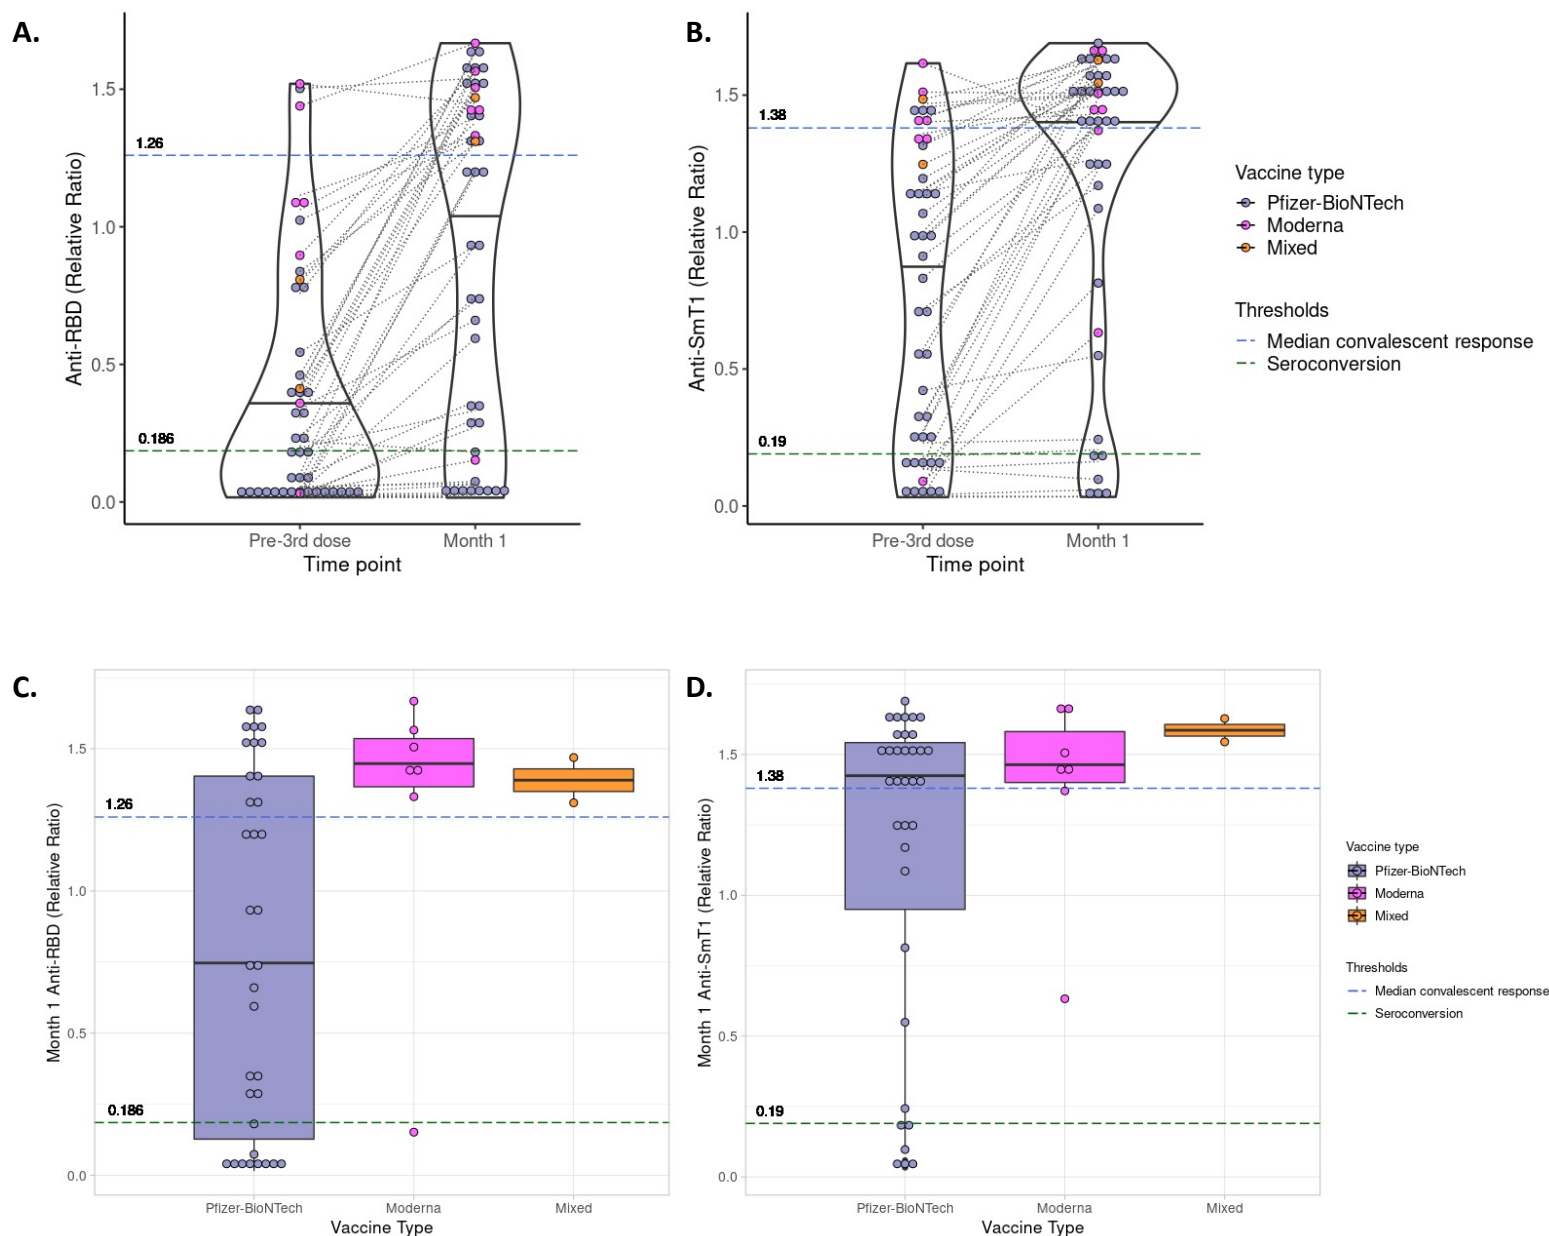 A.
Anti-RBD (Relative Ratio)
1.5
1.0
0.5
0.0
1.26
0.186
Pre-3rd dose
Month 1
Time point
B.
Anti-SmT1 (Relative Ratio)
1.5
1.0
0.5
0.0
1.38
0.19
Pre-3rd dose
Month 1
Time point
Vaccine type
Pfizer-BioNTech
Moderna
Mixed
Thresholds
Median convalescent response
Seroconversion
C.
Month 1 Anti-RBD (Relative Ratio)
1.5
1.0
0.5
0.0
1.26
0.186
Pfizer-BioNTech
Moderna
Mixed
Vaccine Type
D.
Month 1 Anti-SmT1 (Relative Ratio)
1.5
1.0
0.5
0.0
1.38
0.19
Pfizer-BioNTech
Moderna
Mixed
Vaccine Type
Vaccine type
Pfizer-BioNTech
Moderna
Mixed
Thresholds
Median convalescent response
Seroconversion